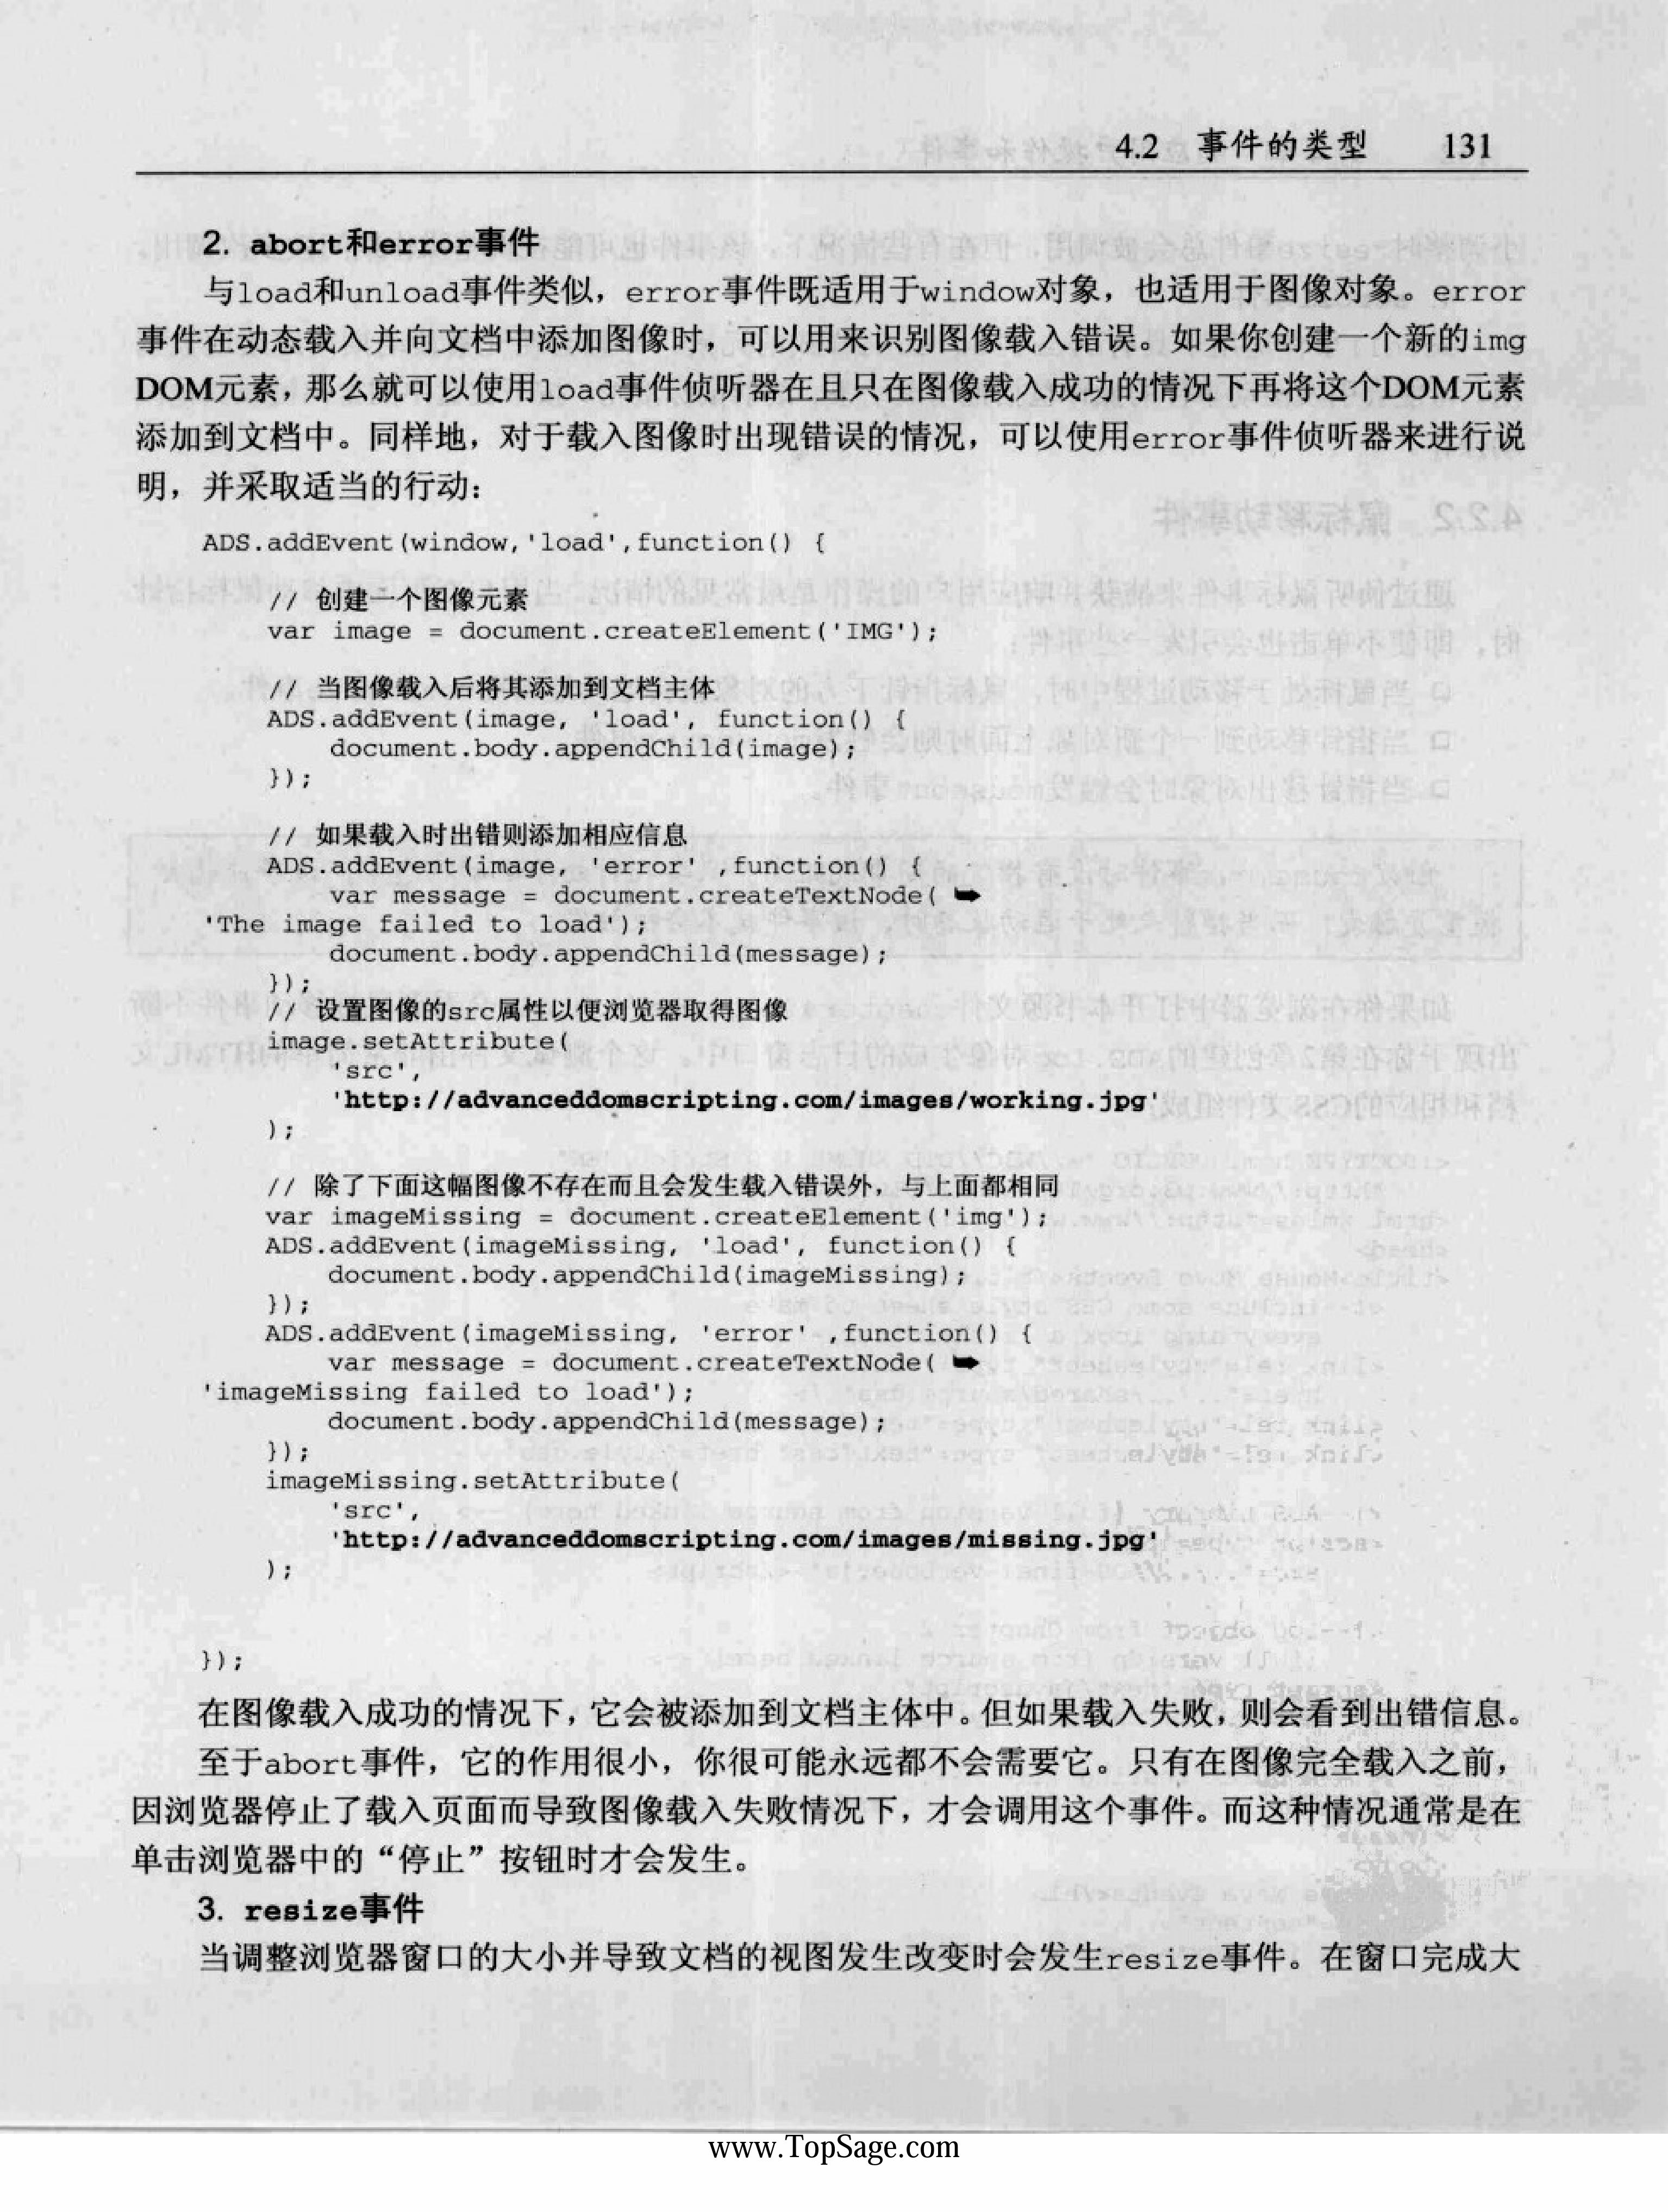 4.2 事件的类型 131
2. abort和error事件
与load和unload事件类似，error事件既适用于window对象，也适用于图像对象。error
事件在动态载入并向文档中添加图像时，可以用来识别图像载入错误。如果你创建一个新的img
DOM元素，那么就可以使用load事件侦听器在且只在图像载入成功的情况下再将这个DOM元素
添加到文档中。同样地，对于载入图像时出现错误的情况，可以使用error事件侦听器来进行说
明，并采取适当的行动：
ADS.addEvent(window,'load',function() {
// 创建一个图像元素
var image = document.createElement('IMG');
// 当图像载入后将其添加到文档主体
ADS.addEvent(image, 'load', function() {
document.body.appendChild(image);
});
// 如果载入时出错则添加相应信息
ADS.addEvent(image, 'error' ,function() {
var message = document.createTextNode( ➥
'The image failed to load');
document.body.appendChild(message);
});
// 设置图像的src属性以便浏览器取得图像
image.setAttribute(
'src',
'http://advanceddomscripting.com/images/working.jpg'
);
// 除了下面这幅图像不存在而且会发生载入错误外，与上面都相同
var imageMissing = document.createElement('img');
ADS.addEvent(imageMissing, 'load', function() {
document.body.appendChild(imageMissing);
});
ADS.addEvent(imageMissing, 'error' ,function() {
var message = document.createTextNode( ➥
'imageMissing failed to load');
document.body.appendChild(message);
});
imageMissing.setAttribute(
'src',
'http://advanceddomscripting.com/images/missing.jpg'
);
});
在图像载入成功的情况下，它会被添加到文档主体中。但如果载入失败，则会看到出错信息。
至于abort事件，它的作用很小，你很可能永远都不会需要它。只有在图像完全载入之前，
因浏览器停止了载入页面而导致图像载入失败情况下，才会调用这个事件。而这种情况通常是在
单击浏览器中的“停止”按钮时才会发生。
3. resize事件
当调整浏览器窗口的大小并导致文档的视图发生改变时会发生resize事件。在窗口完成大
www.TopSage.com